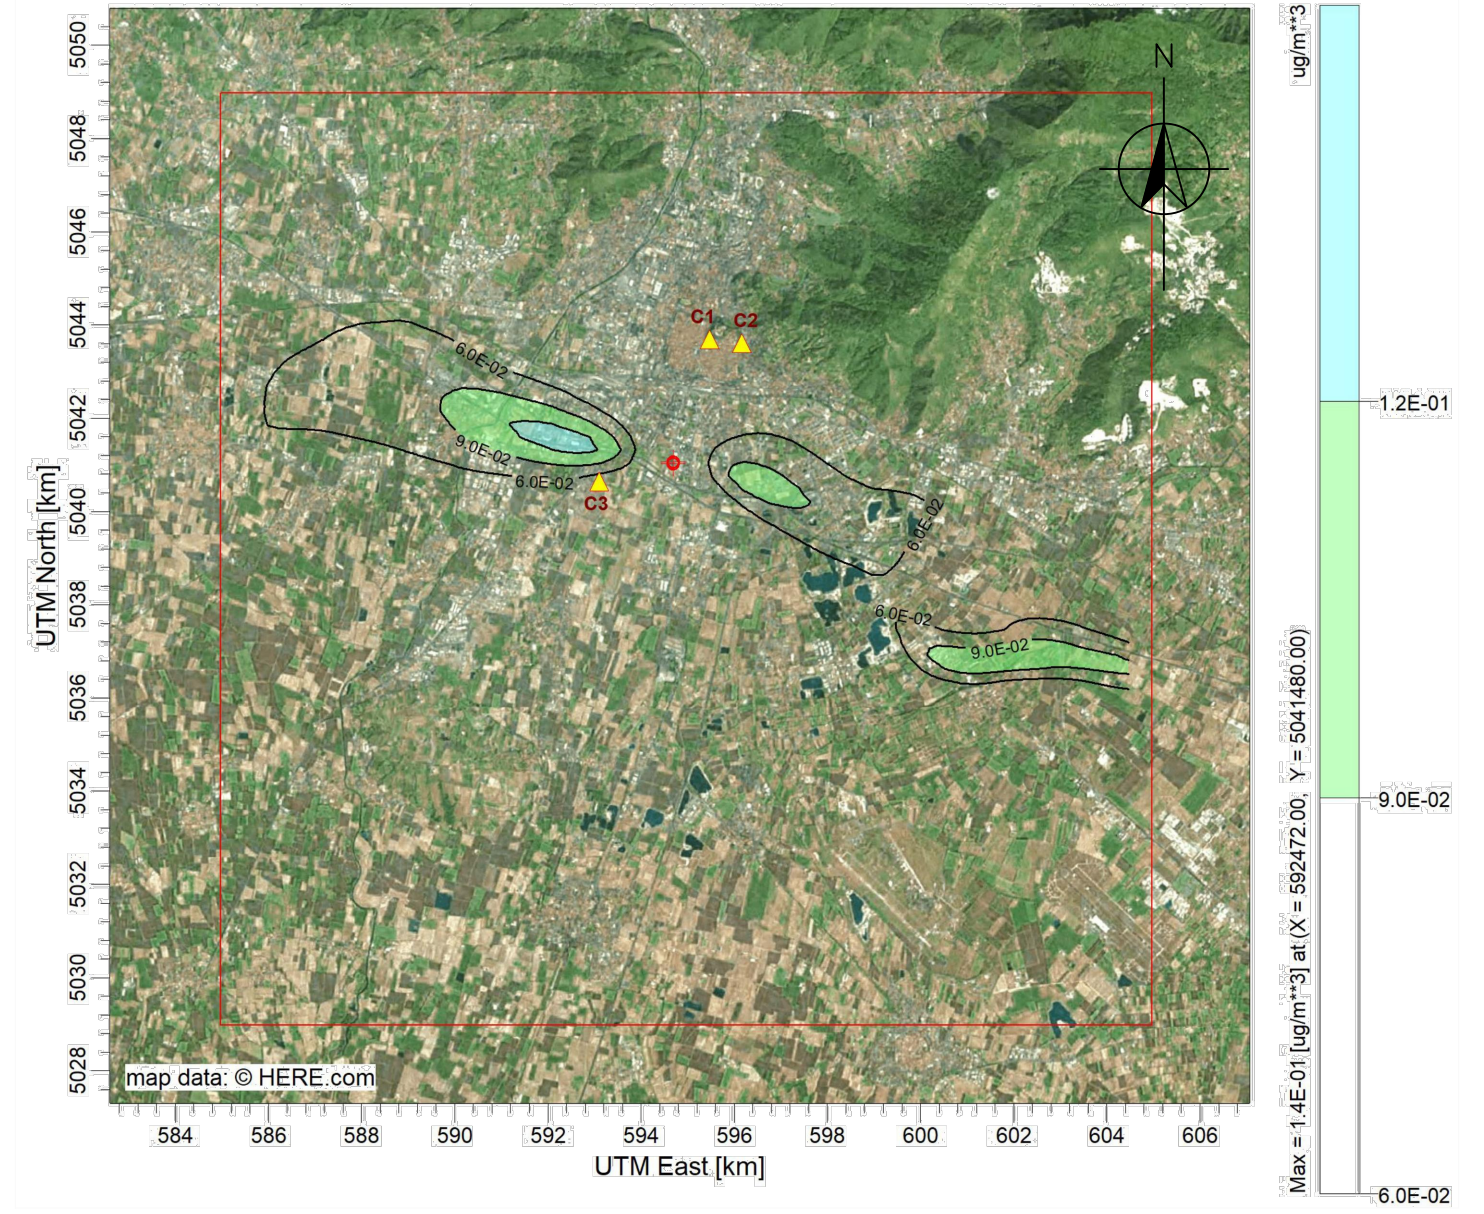 ug/m**3
N
5050
5048
5046
5044
5042
5040
5038
5036
5034
5032
5030
5028
UTM North [km]
C1
C2
6.0E-02
9.0E-02
6.0E-02
C3
6.0E-02
6.0E-02
9.0E-02
1.2E-01
9.0E-02
6.0E-02
Max = 1.4E-01 [ug/m**3] at (X = 592472.00, Y = 5041480.00)
map data: © HERE.com
584
586
588
590
592
594
596
598
600
602
604
606
UTM East [km]